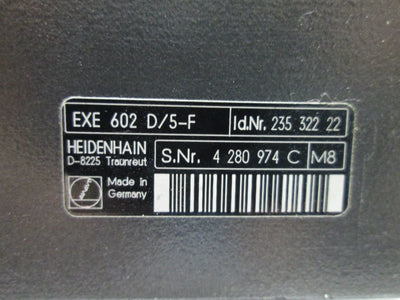 EXE 602 D/5-F Id.Nr. 235 322 22
HEIDENHAIN S.Nr. 4 280 974 C M8
D-8225 Traunreut
Made in
Germany